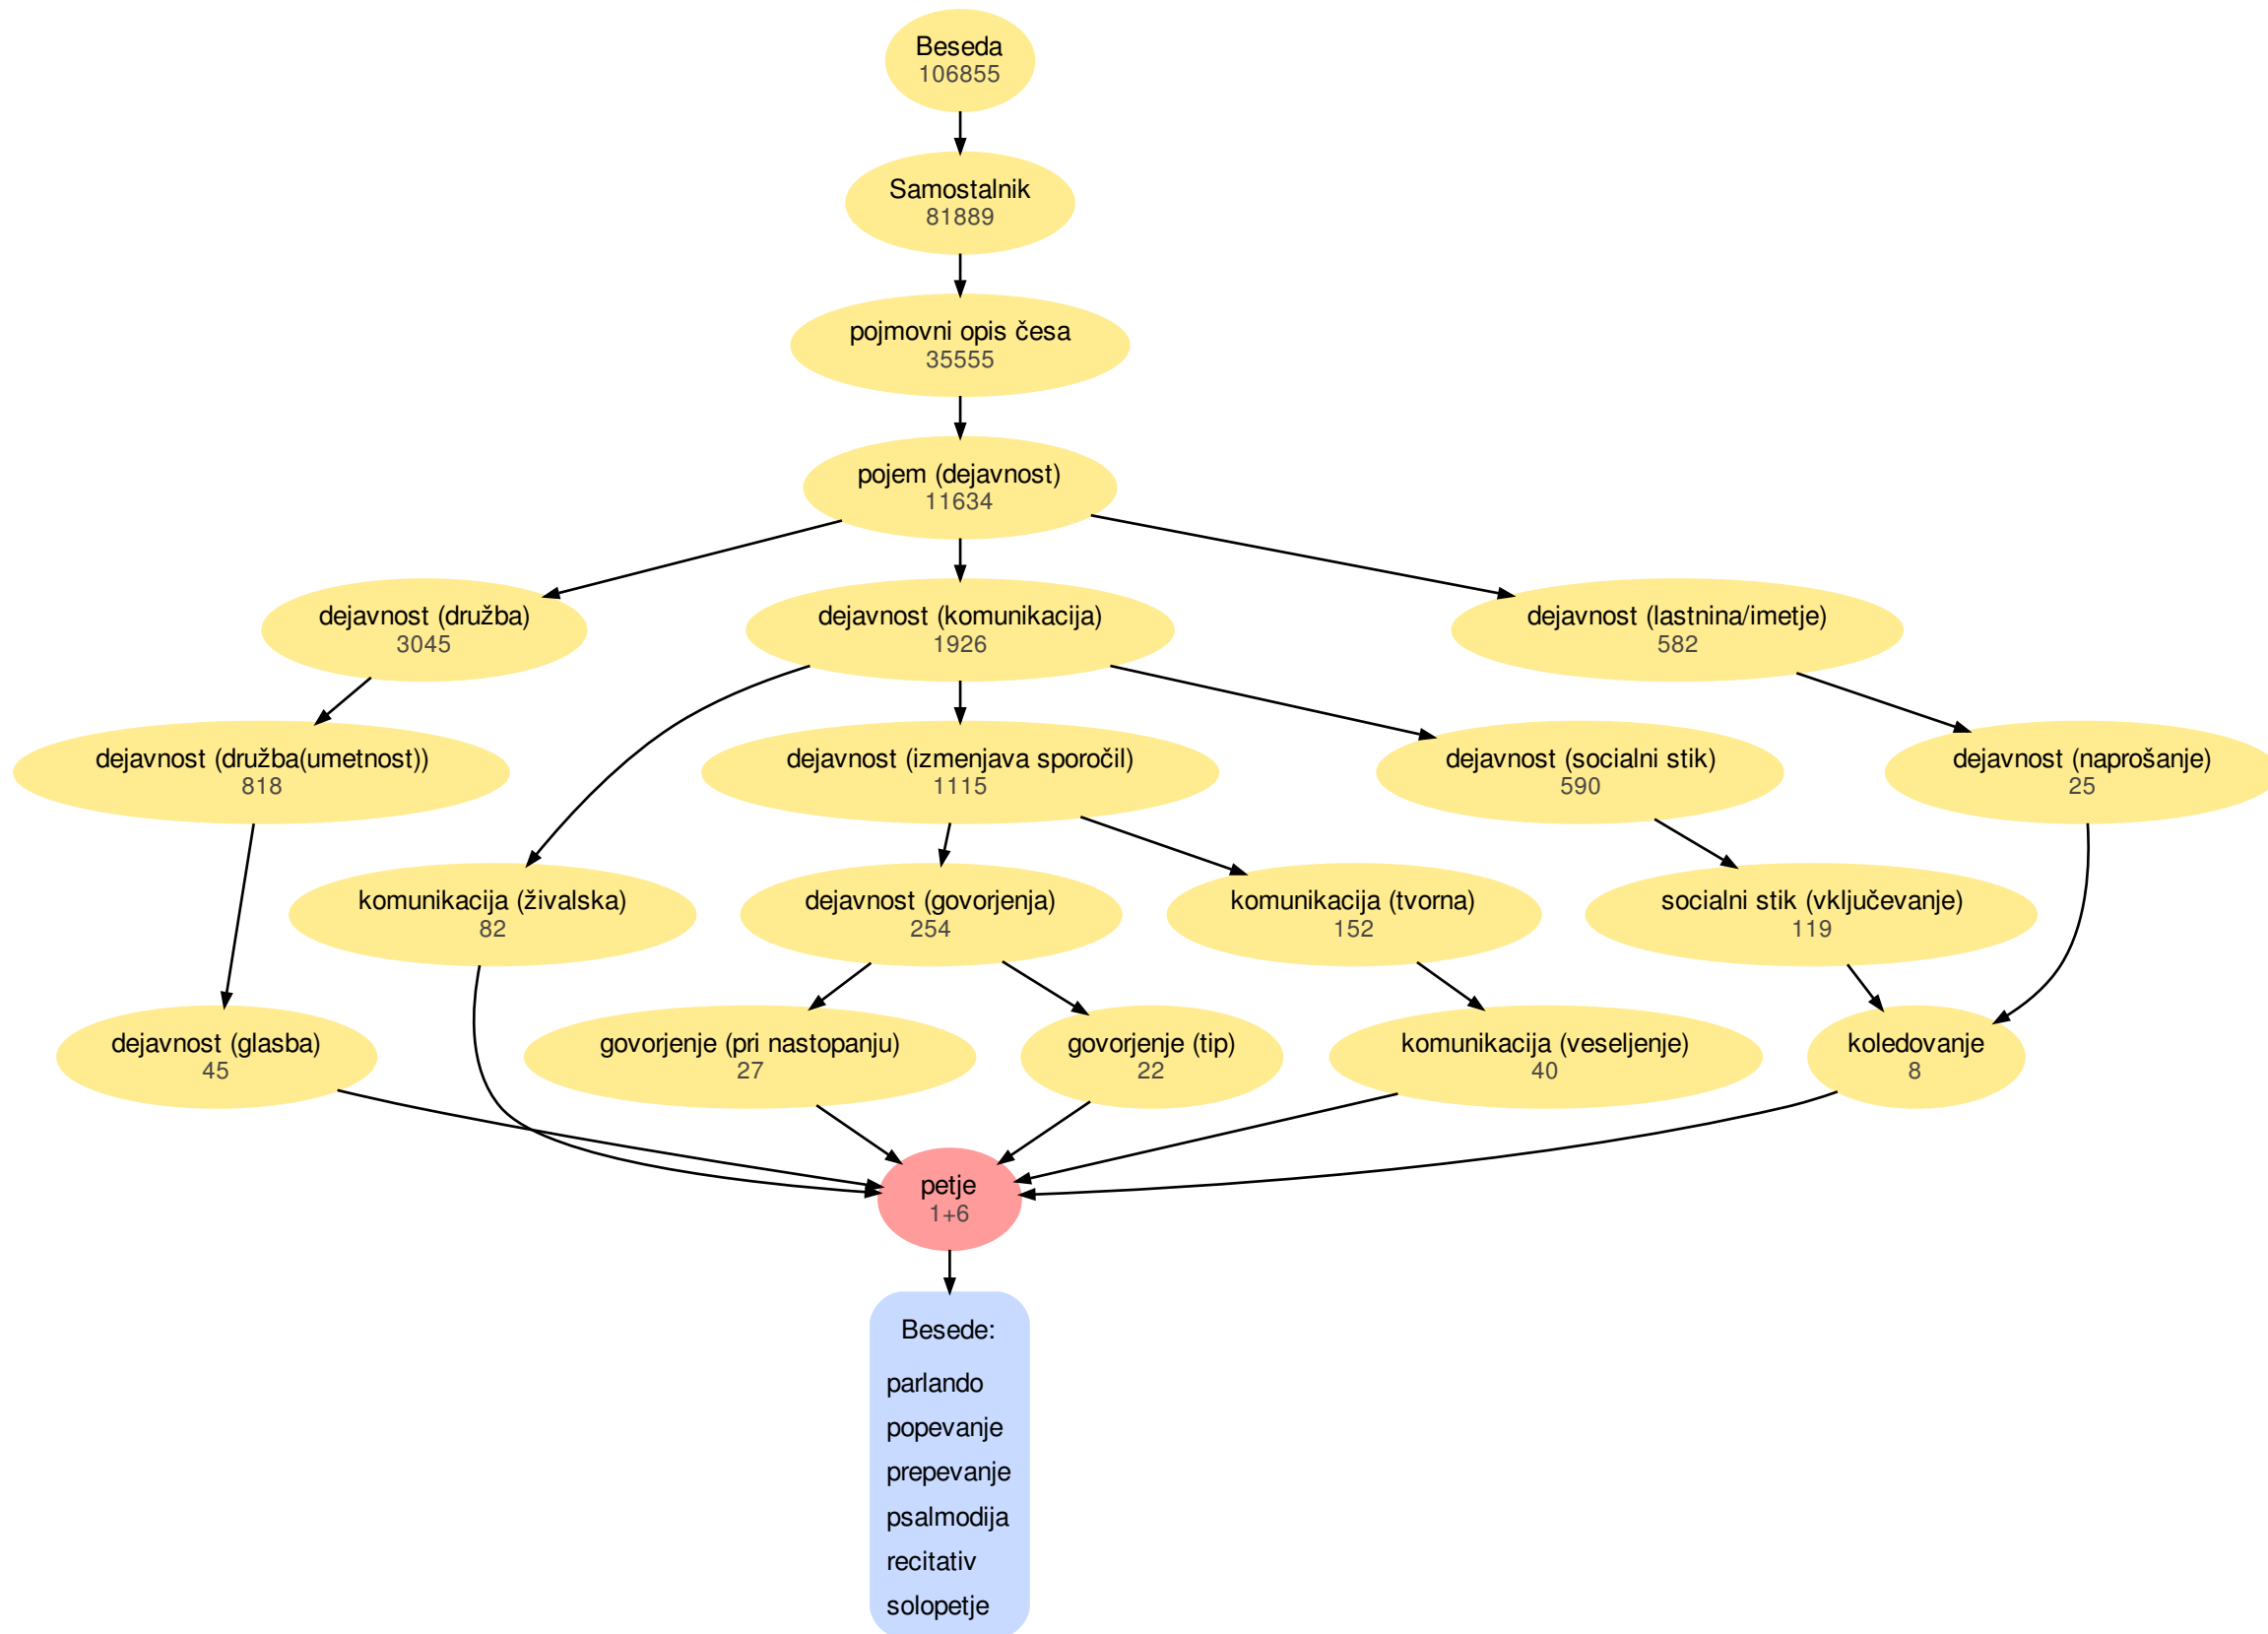 Beseda
106855
Samostalnik
81889
pojmovni opis česa
35555
pojem (dejavnost)
11634
dejavnost (družba)
3045
dejavnost (komunikacija)
1926
dejavnost (lastnina/imetje)
582
dejavnost (družba(umetnost))
818
dejavnost (izmenjava sporočil)
1115
dejavnost (socialni stik)
590
dejavnost (naprošanje)
25
komunikacija (živalska)
82
dejavnost (govorjenja)
254
komunikacija (tvorna)
152
socialni stik (vključevanje)
119
dejavnost (glasba)
45
govorjenje (pri nastopanju)
27
govorjenje (tip)
22
komunikacija (veseljenje)
40
koledovanje
8
petje
1+6
Besede:
parlando
popevanje
prepevanje
psalmodija
recitativ
solopetje